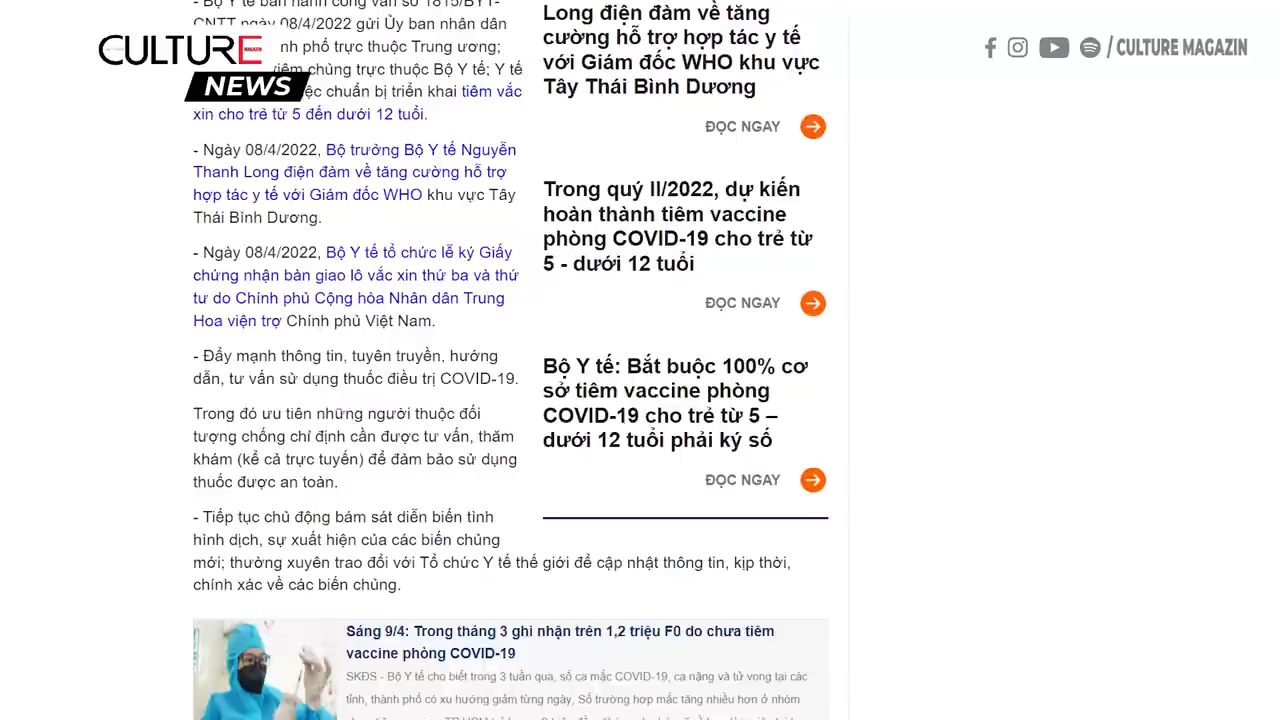 - Bộ Y tế ban hành công văn số 1815/BYT-
CNTT ngày 08/4/2022 gửi Ủy ban nhân dân
CULTURE
MAGAZIN
NEWS
nh phố trực thuộc Trung ương;
iêm chủng trực thuộc Bộ Y tế; Y tế
ệc chuẩn bị triển khai tiêm vắc
xin cho trẻ từ 5 đến dưới 12 tuổi.
- Ngày 08/4/2022, Bộ trưởng Bộ Y tế Nguyễn
Thanh Long điện đàm về tăng cường hỗ trợ
hợp tác y tế với Giám đốc WHO khu vực Tây
Thái Bình Dương.
- Ngày 08/4/2022, Bộ Y tế tổ chức lễ ký Giấy
chứng nhận bàn giao lô vắc xin thứ ba và thứ
tư do Chính phủ Cộng hòa Nhân dân Trung
Hoa viện trợ Chính phủ Việt Nam.
- Đẩy mạnh thông tin, tuyên truyền, hướng
dẫn, tư vấn sử dụng thuốc điều trị COVID-19.
Trong đó ưu tiên những người thuộc đối
tượng chống chỉ định cần được tư vấn, thăm
khám (kể cả trực tuyến) để đảm bảo sử dụng
thuốc được an toàn.
- Tiếp tục chủ động bám sát diễn biến tình
hình dịch, sự xuất hiện của các biến chủng
mới; thường xuyên trao đổi với Tổ chức Y tế thế giới để cập nhật thông tin, kịp thời,
chính xác về các biến chủng.
Long điện đàm về tăng
cường hỗ trợ hợp tác y tế
với Giám đốc WHO khu vực
Tây Thái Bình Dương
ĐỌC NGAY
Trong quý II/2022, dự kiến
hoàn thành tiêm vaccine
phòng COVID-19 cho trẻ từ
5 - dưới 12 tuổi
ĐỌC NGAY
Bộ Y tế: Bắt buộc 100% cơ
sở tiêm vaccine phòng
COVID-19 cho trẻ từ 5 –
dưới 12 tuổi phải ký số
ĐỌC NGAY
/ CULTURE MAGAZIN
Sáng 9/4: Trong tháng 3 ghi nhận trên 1,2 triệu F0 do chưa tiêm
vaccine phòng COVID-19
SKĐS - Bộ Y tế cho biết trong 3 tuần qua, số ca mắc COVID-19, ca nặng và tử vong tại các
tỉnh, thành phố có xu hướng giảm từng ngày, Số trường hợp mắc tăng nhiều hơn ở nhóm